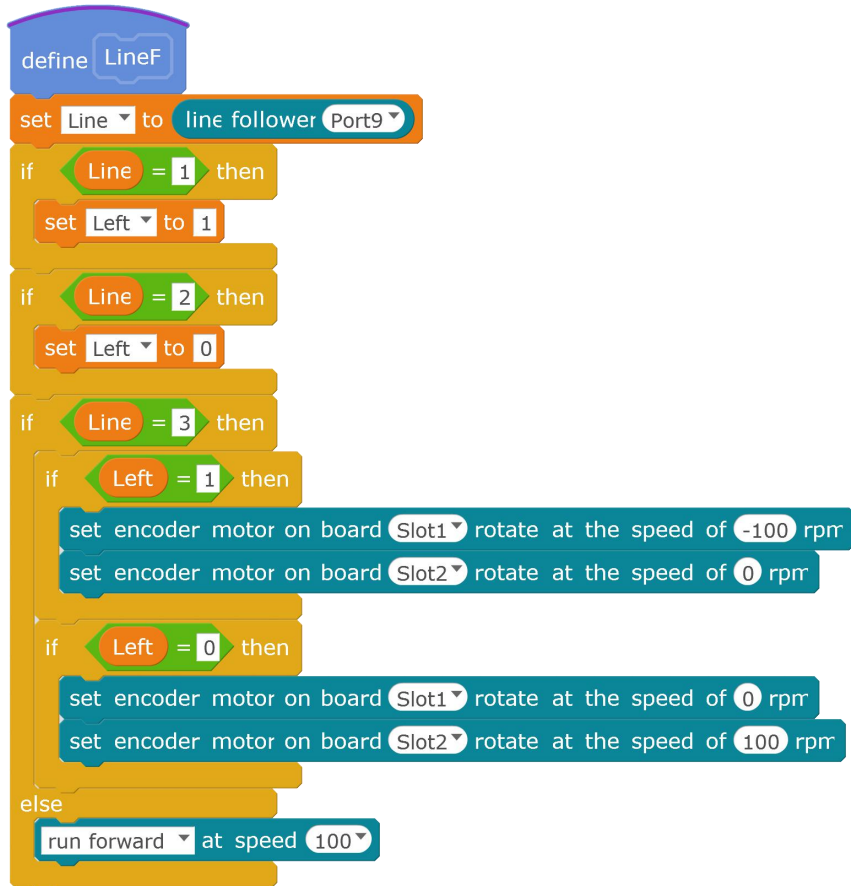 define LineF
set Line to line follower Port9
if Line = 1 then
set Left to 1
if Line = 2 then
set Left to 0
if Line = 3 then
if Left = 1 then
set encoder motor on board Slot1 rotate at the speed of -100 rpm
set encoder motor on board Slot2 rotate at the speed of 0 rpm
if Left = 0 then
set encoder motor on board Slot1 rotate at the speed of 0 rpm
set encoder motor on board Slot2 rotate at the speed of 100 rpm
else
run forward at speed 100